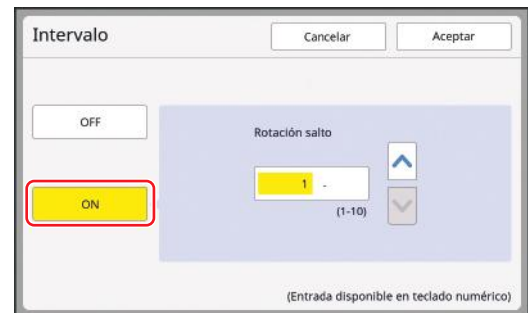 Intervalo
Cancelar
Aceptar
OFF
ON
Rotación salto
1 -
(1-10)
(Entrada disponible en teclado numérico)